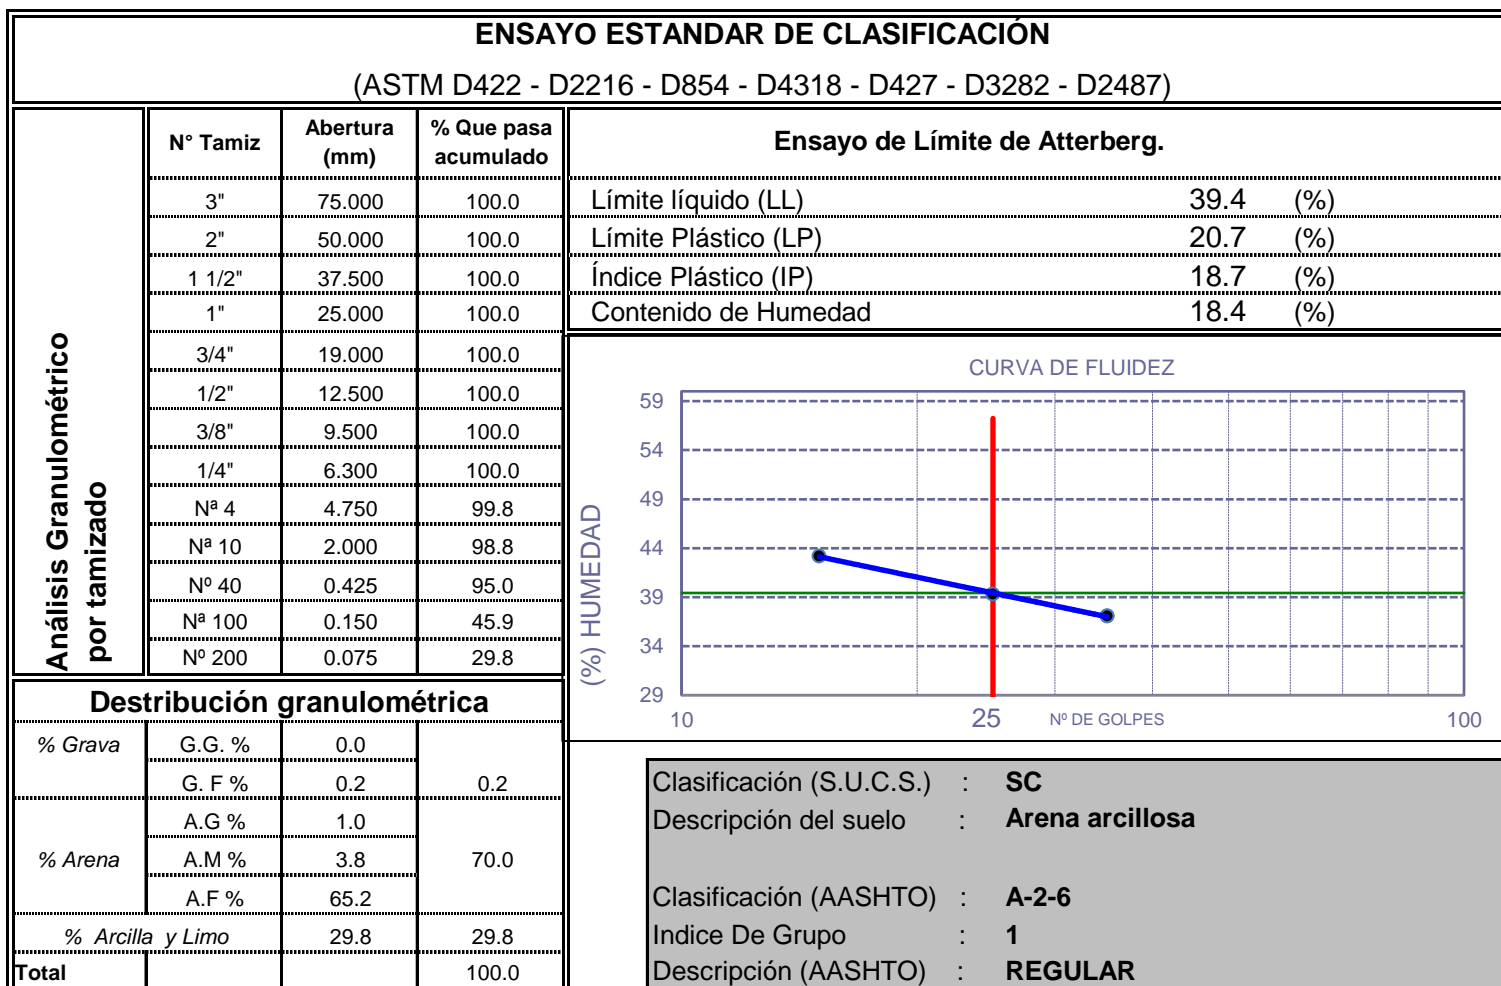 ENSAYO ESTANDAR DE CLASIFICACIÓN
(ASTM D422 - D2216 - D854 - D4318 - D427 - D3282 - D2487)
Análisis Granulométrico
por tamizado
N° Tamiz Abertura (mm) % Que pasa acumulado
3" 75.000 100.0
2" 50.000 100.0
1 1/2" 37.500 100.0
1" 25.000 100.0
3/4" 19.000 100.0
1/2" 12.500 100.0
3/8" 9.500 100.0
1/4" 6.300 100.0
Nª 4 4.750 99.8
Nª 10 2.000 98.8
Nº 40 0.425 95.0
Nª 100 0.150 45.9
Nº 200 0.075 29.8
Ensayo de Límite de Atterberg.
Límite líquido (LL) 39.4 (%)
Límite Plástico (LP) 20.7 (%)
Índice Plástico (IP) 18.7 (%)
Contenido de Humedad 18.4 (%)
CURVA DE FLUIDEZ
(%) HUMEDAD
59
54
49
44
39
34
29
10 25 Nº DE GOLPES 100
Destribución granulométrica
% Grava G.G. % 0.0
G. F % 0.2 0.2
A.G % 1.0
% Arena A.M % 3.8 70.0
A.F % 65.2
% Arcilla y Limo 29.8 29.8
Total 100.0
Clasificación (S.U.C.S.) : SC
Descripción del suelo : Arena arcillosa
Clasificación (AASHTO) : A-2-6
Indice De Grupo : 1
Descripción (AASHTO) : REGULAR